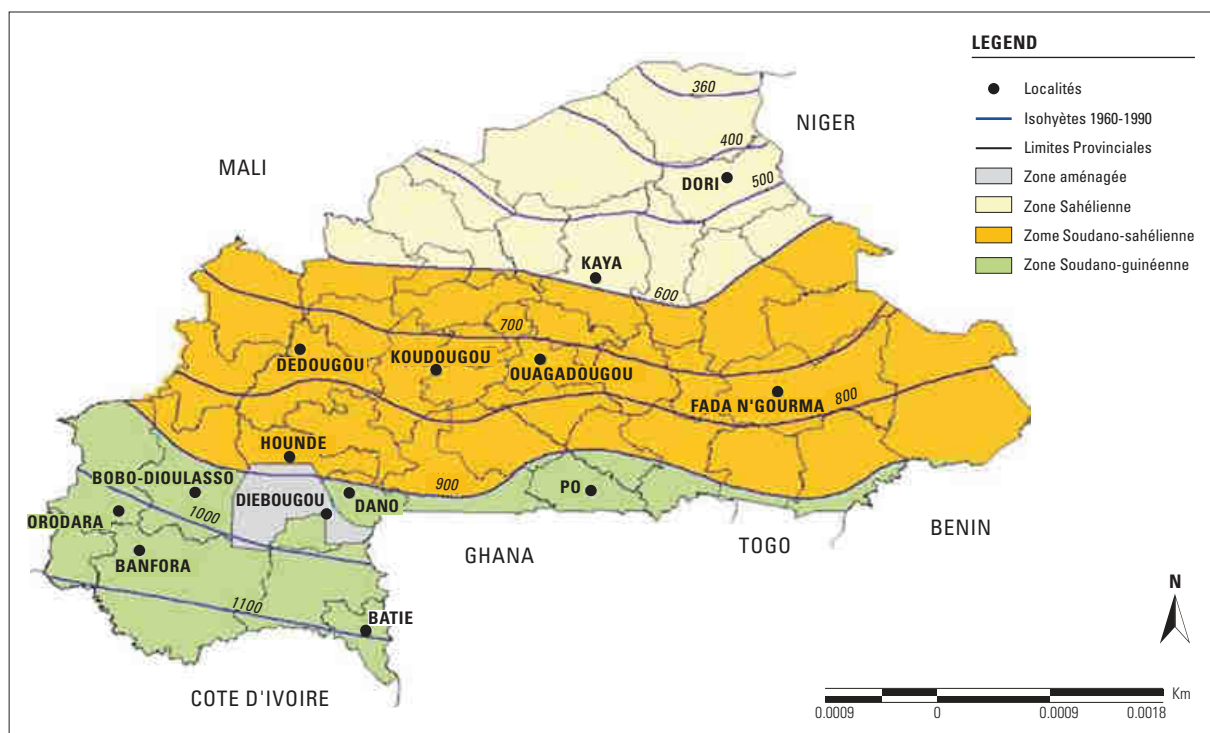 LEGEND
Localités
Isohyètes 1960-1990
Limites Provinciales
Zone aménagée
Zone Sahélienne
Zome Soudano-sahélienne
Zone Soudano-guinéenne
NIGER
MALI
360
400
DORI
500
KAYA
600
700
DEDOUGOU
KOUDOUGOU
OUAGADOUGOU
FADA N'GOURMA
800
HOUNDE
BOBO-DIOULASSO
DIEBOUGOU
DANO
900
PO
ORODARA
1000
BANFORA
GHANA
TOGO
BENIN
1100
BATIE
COTE D'IVOIRE
N
Km
0.0009 0 0.0009 0.0018